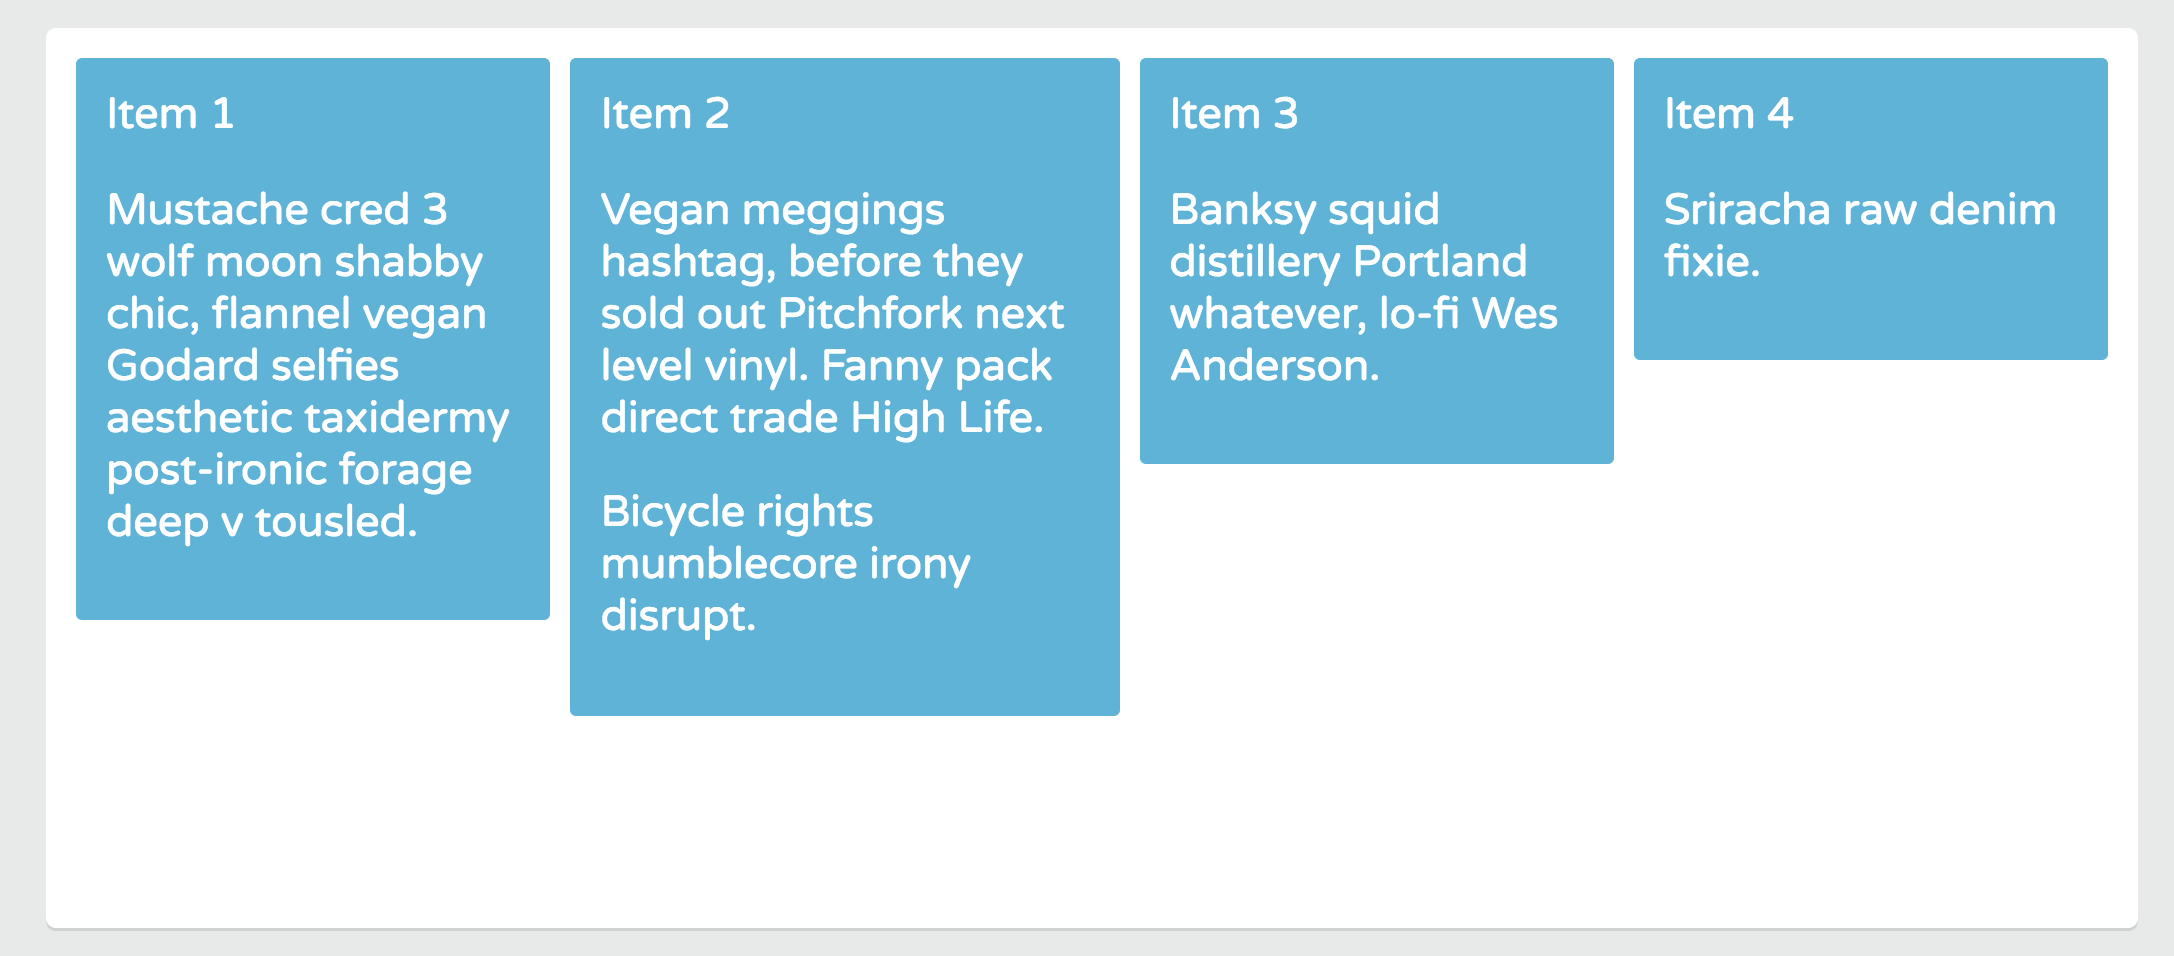 Item 1
Mustache cred 3
wolf moon shabby
chic, flannel vegan
Godard selfies
aesthetic taxidermy
post-ironic forage
deep v tousled.
Item 2
Vegan meggings
hashtag, before they
sold out Pitchfork next
level vinyl. Fanny pack
direct trade High Life.
Bicycle rights
mumblecore irony
disrupt.
Item 3
Banksy squid
distillery Portland
whatever, lo-fi Wes
Anderson.
Item 4
Sriracha raw denim
fixie.